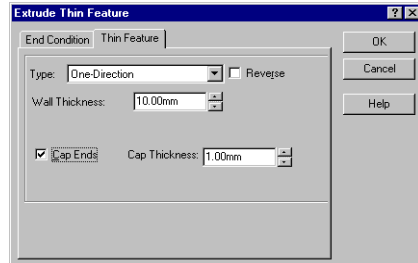 Extrude Thin Feature
End Condition Thin Feature
OK
Type: One-Direction Reverse
Cancel
Wall Thickness: 10.00mm
Help
Cap Ends Cap Thickness: 1.00mm